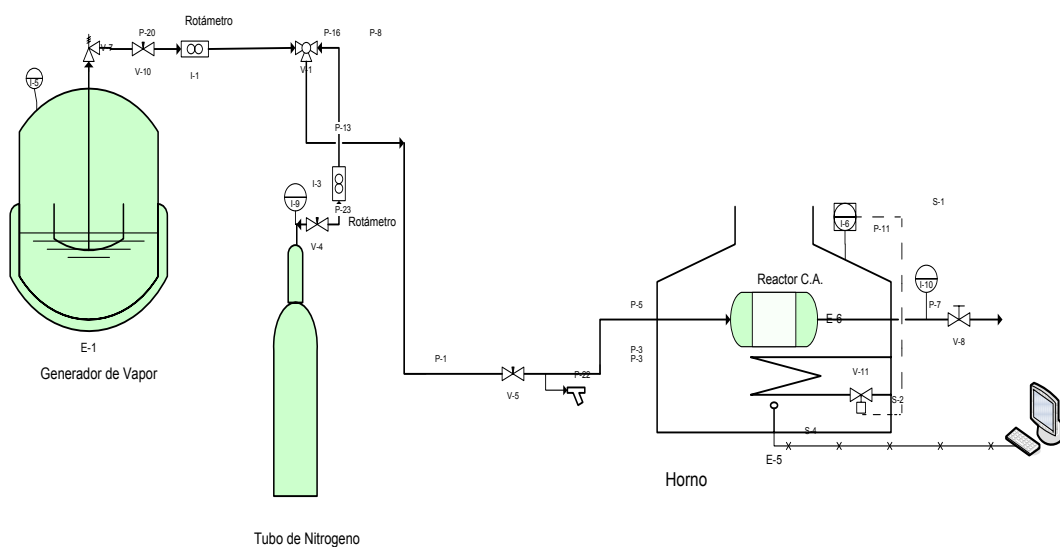 Rotámetro
P-20
P-16
P-8
V-7
V-10
I-1
V-1
I-5
P-13
I-3
I-9
P-23
Rotámetro
V-4
S-1
I-6
P-11
Reactor C.A.
I-10
P-5
E-6
P-7
V-8
E-1
Generador de Vapor
P-3
P-3
P-1
P-22
V-5
V-11
S-2
S-4
E-5
Horno
Tubo de Nitrogeno